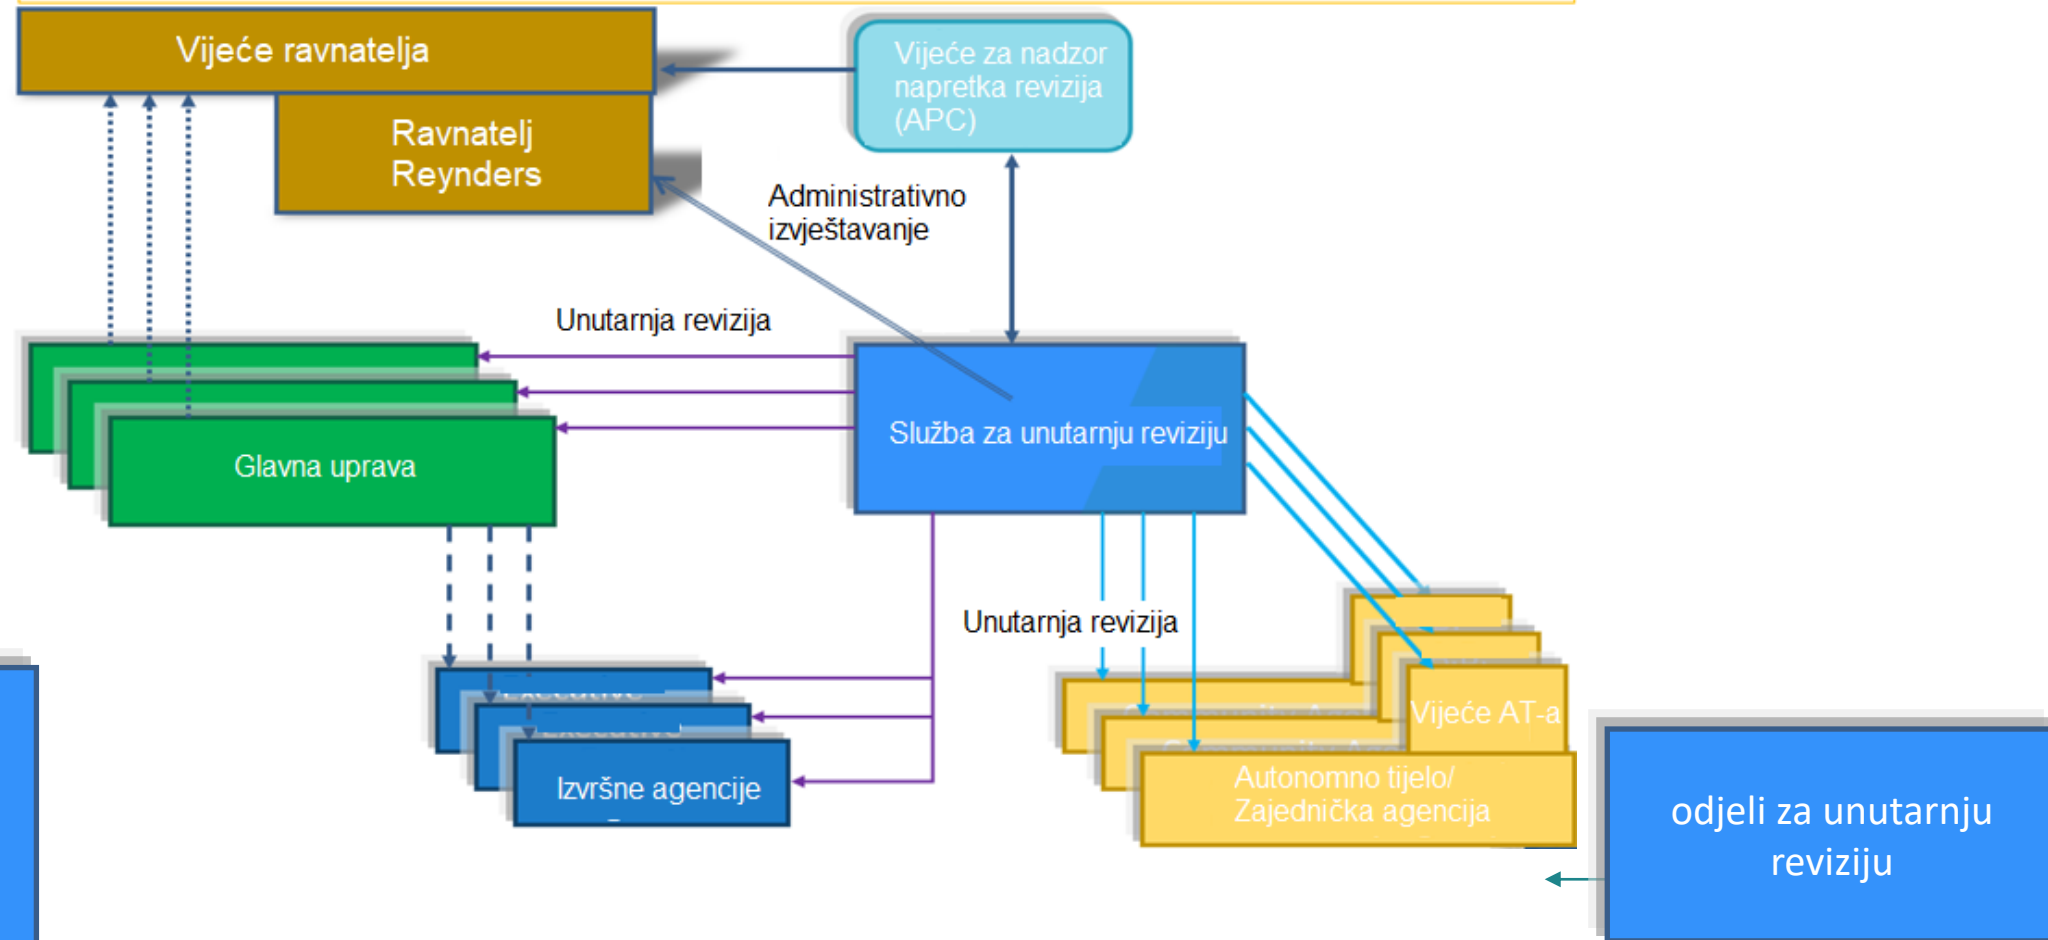 Vijeće ravnatelja
Vijeće za nadzor
napretka revizija
(APC)
Ravnatelj
Reynders
Administrativno
izvještavanje
Unutarnja revizija
Služba za unutarnju reviziju
Glavna uprava
Unutarnja revizija
Vijeće AT-a
Izvršne agencije
Autonomno tijelo/
Zajednička agencija
odjeli za unutarnju
reviziju